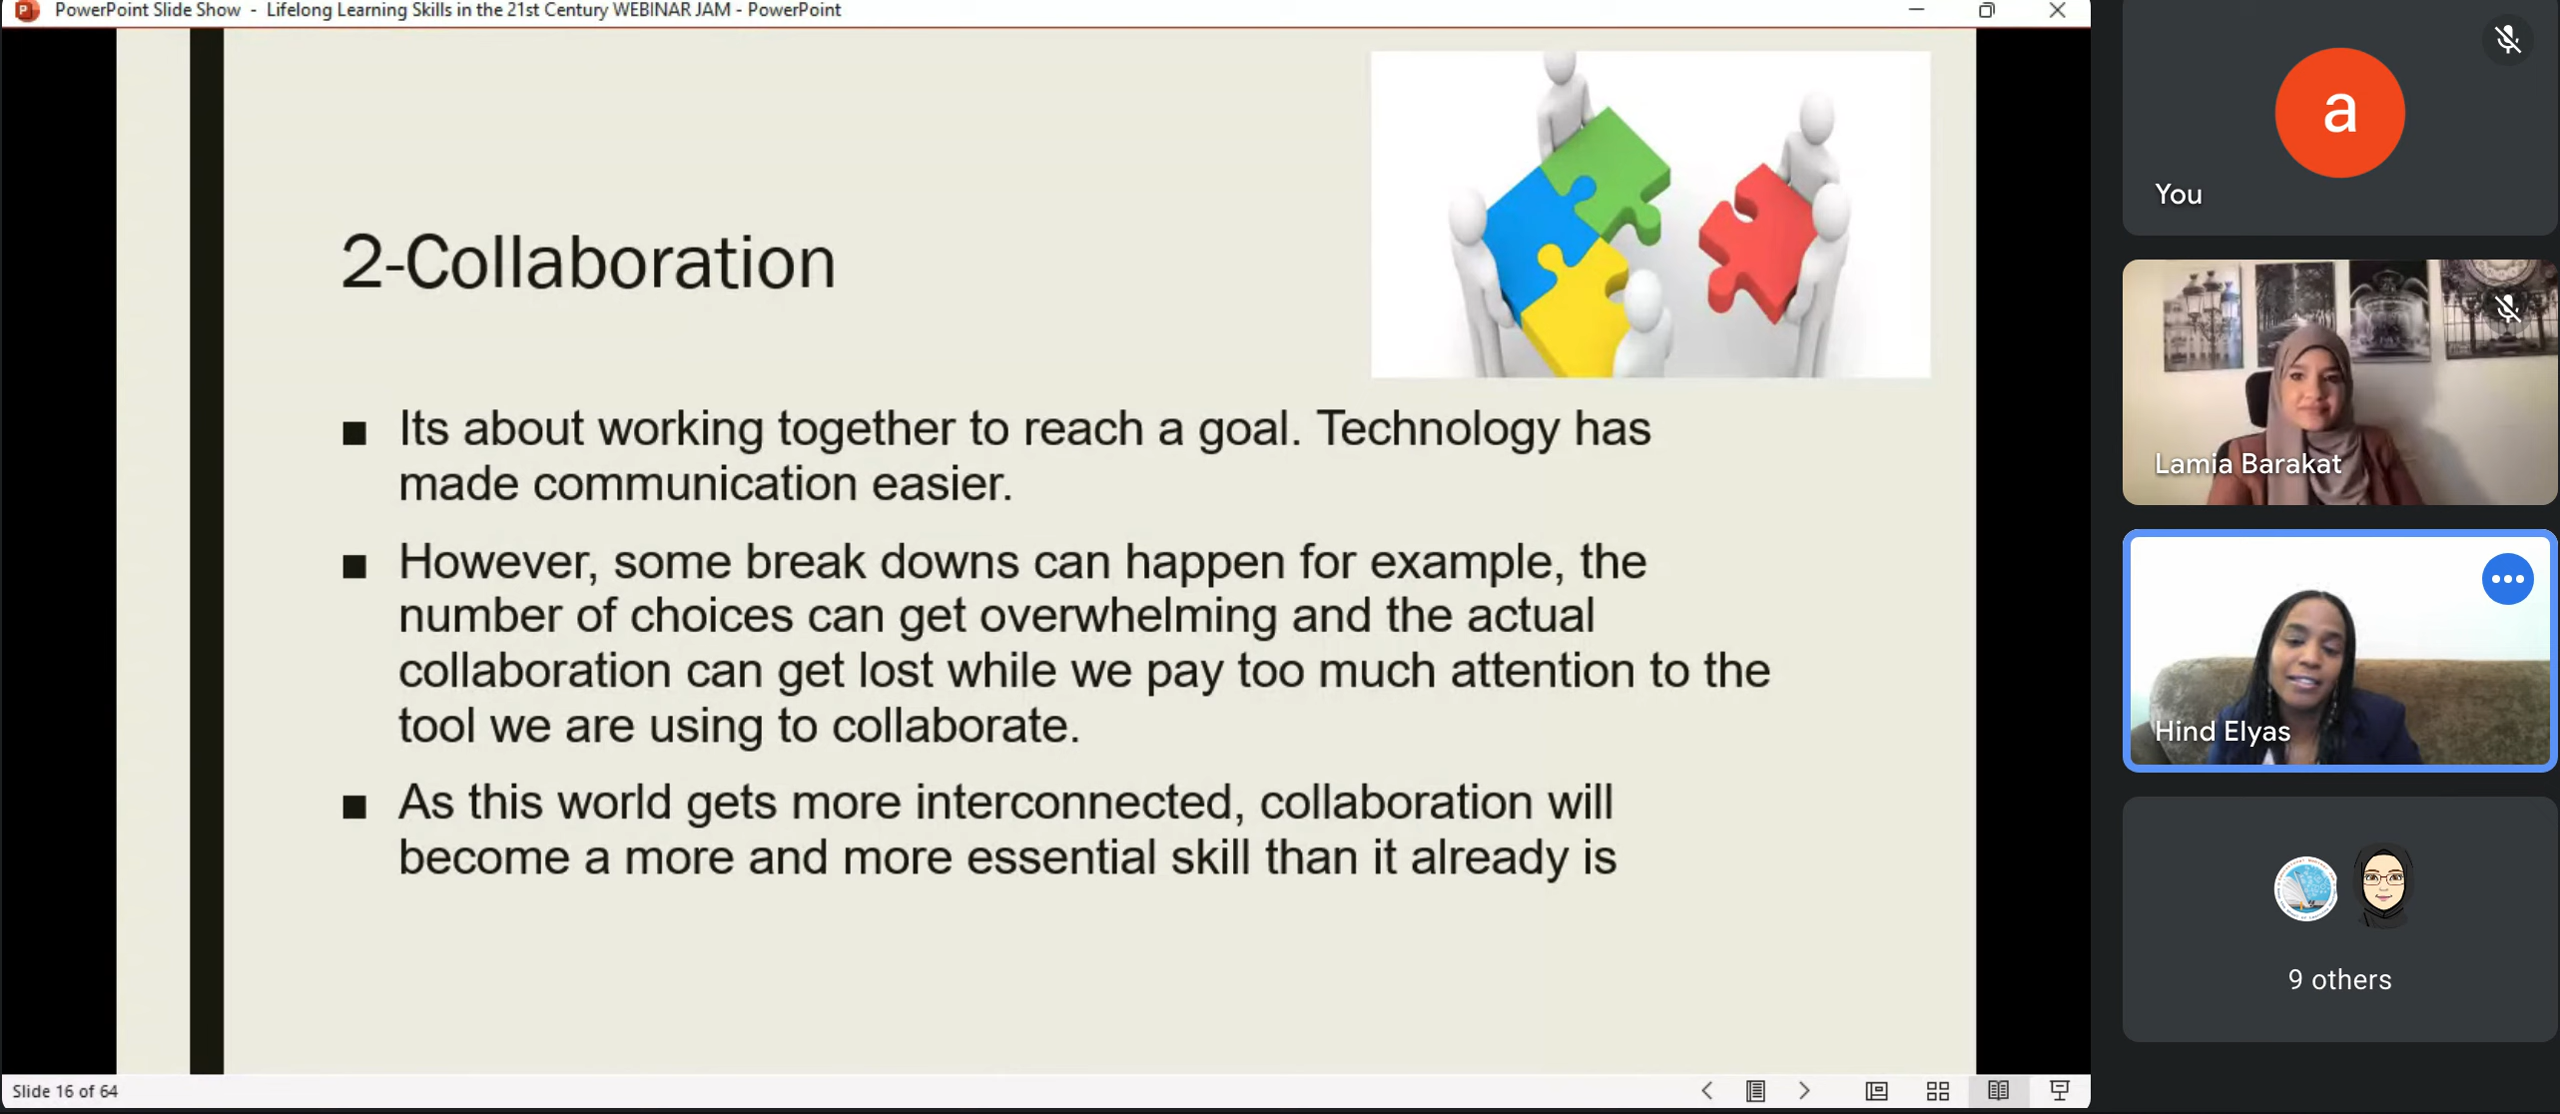 PowerPoint Slide Show - Lifelong Learning Skills in the 21st Century WEBINAR JAM - PowerPoint
2-Collaboration
■ Its about working together to reach a goal. Technology has
made communication easier.
■ However, some break downs can happen for example, the
number of choices can get overwhelming and the actual
collaboration can get lost while we pay too much attention to the
tool we are using to collaborate.
■ As this world gets more interconnected, collaboration will
become a more and more essential skill than it already is
Slide 16 of 64
a
You
Lamia Barakat
Hind Elyas
9 others